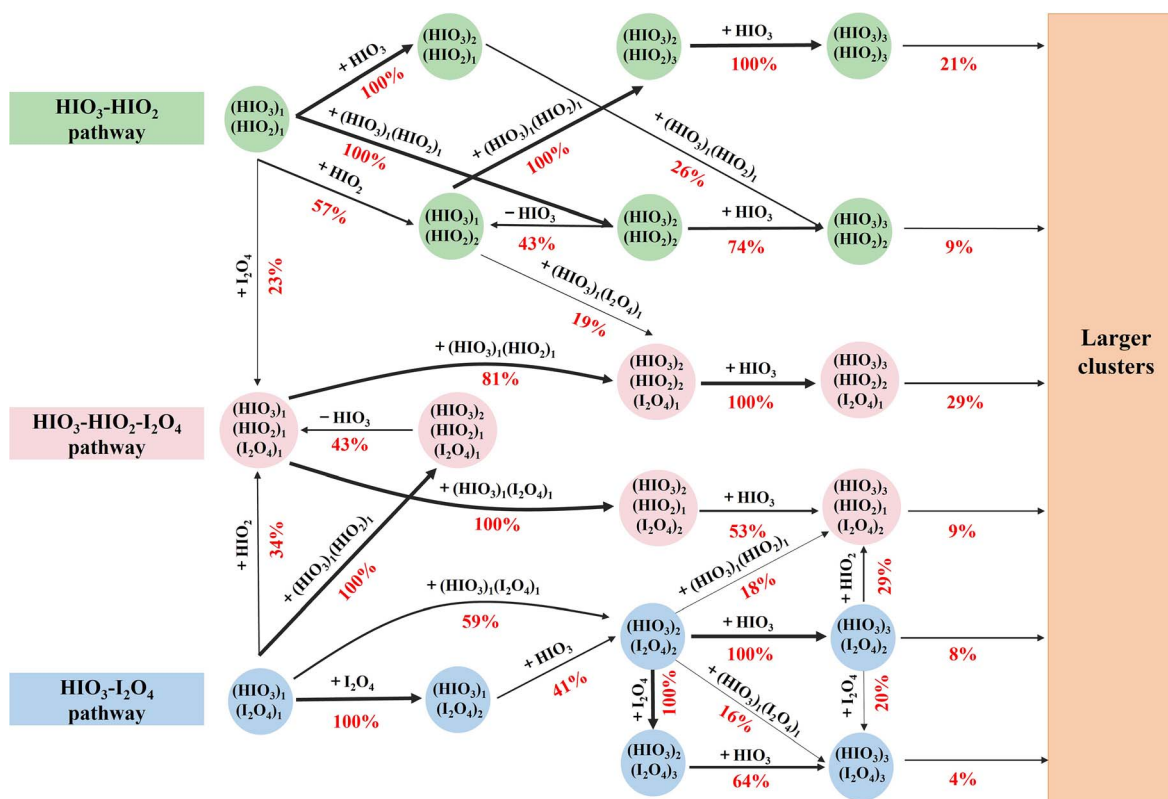 HIO₃-HIO₂
pathway
(HIO₃)₁
(HIO₂)₁
+ HIO₃
100%
(HIO₃)₂
(HIO₂)₁
+ (HIO₃)₁(HIO₂)₁
100%
+ HIO₂
57%
(HIO₃)₁
(HIO₂)₂
+ (HIO₃)₁(HIO₂)₁
100%
(HIO₃)₂
(HIO₂)₃
+ HIO₃
100%
(HIO₃)₃
(HIO₂)₃
21%
+ (HIO₃)₁(HIO₂)₁
26%
− HIO₃
43%
(HIO₃)₂
(HIO₂)₂
+ HIO₃
74%
(HIO₃)₃
(HIO₂)₂
9%
+ I₂O₄
23%
+ (HIO₃)₁(I₂O₄)₁
19%
HIO₃-HIO₂-I₂O₄
pathway
(HIO₃)₁
(HIO₂)₁
(I₂O₄)₁
+ (HIO₃)₁(HIO₂)₁
81%
(HIO₃)₂
(HIO₂)₂
(I₂O₄)₁
+ HIO₃
100%
(HIO₃)₃
(HIO₂)₂
(I₂O₄)₁
29%
− HIO₃
43%
(HIO₃)₂
(HIO₂)₁
(I₂O₄)₁
+ (HIO₃)₁(I₂O₄)₁
100%
(HIO₃)₂
(HIO₂)₁
(I₂O₄)₂
+ HIO₃
53%
(HIO₃)₃
(HIO₂)₁
(I₂O₄)₂
9%
+ HIO₂
34%
+ (HIO₃)₁(HIO₂)₁
100%
HIO₃-I₂O₄
pathway
(HIO₃)₁
(I₂O₄)₁
+ (HIO₃)₁(I₂O₄)₁
59%
+ I₂O₄
100%
(HIO₃)₁
(I₂O₄)₂
+ HIO₃
41%
(HIO₃)₂
(I₂O₄)₂
+ (HIO₃)₁(HIO₂)₁
18%
+ HIO₃
100%
(HIO₃)₃
(I₂O₄)₂
+ HIO₂
29%
8%
+ I₂O₄
100%
+ (HIO₃)₁(I₂O₄)₁
16%
+ I₂O₄
20%
(HIO₃)₂
(I₂O₄)₃
+ HIO₃
64%
(HIO₃)₃
(I₂O₄)₃
4%
Larger
clusters